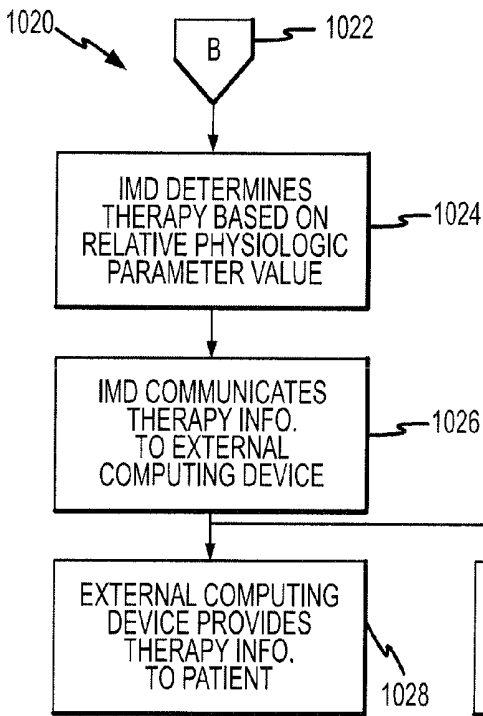 1020
B
1022
IMD DETERMINES
THERAPY BASED ON
RELATIVE PHYSIOLOGIC
PARAMETER VALUE
1024
IMD COMMUNICATES
THERAPY INFO.
TO EXTERNAL
COMPUTING DEVICE
1026
EXTERNAL COMPUTING
DEVICE PROVIDES
THERAPY INFO.
TO PATIENT
1028